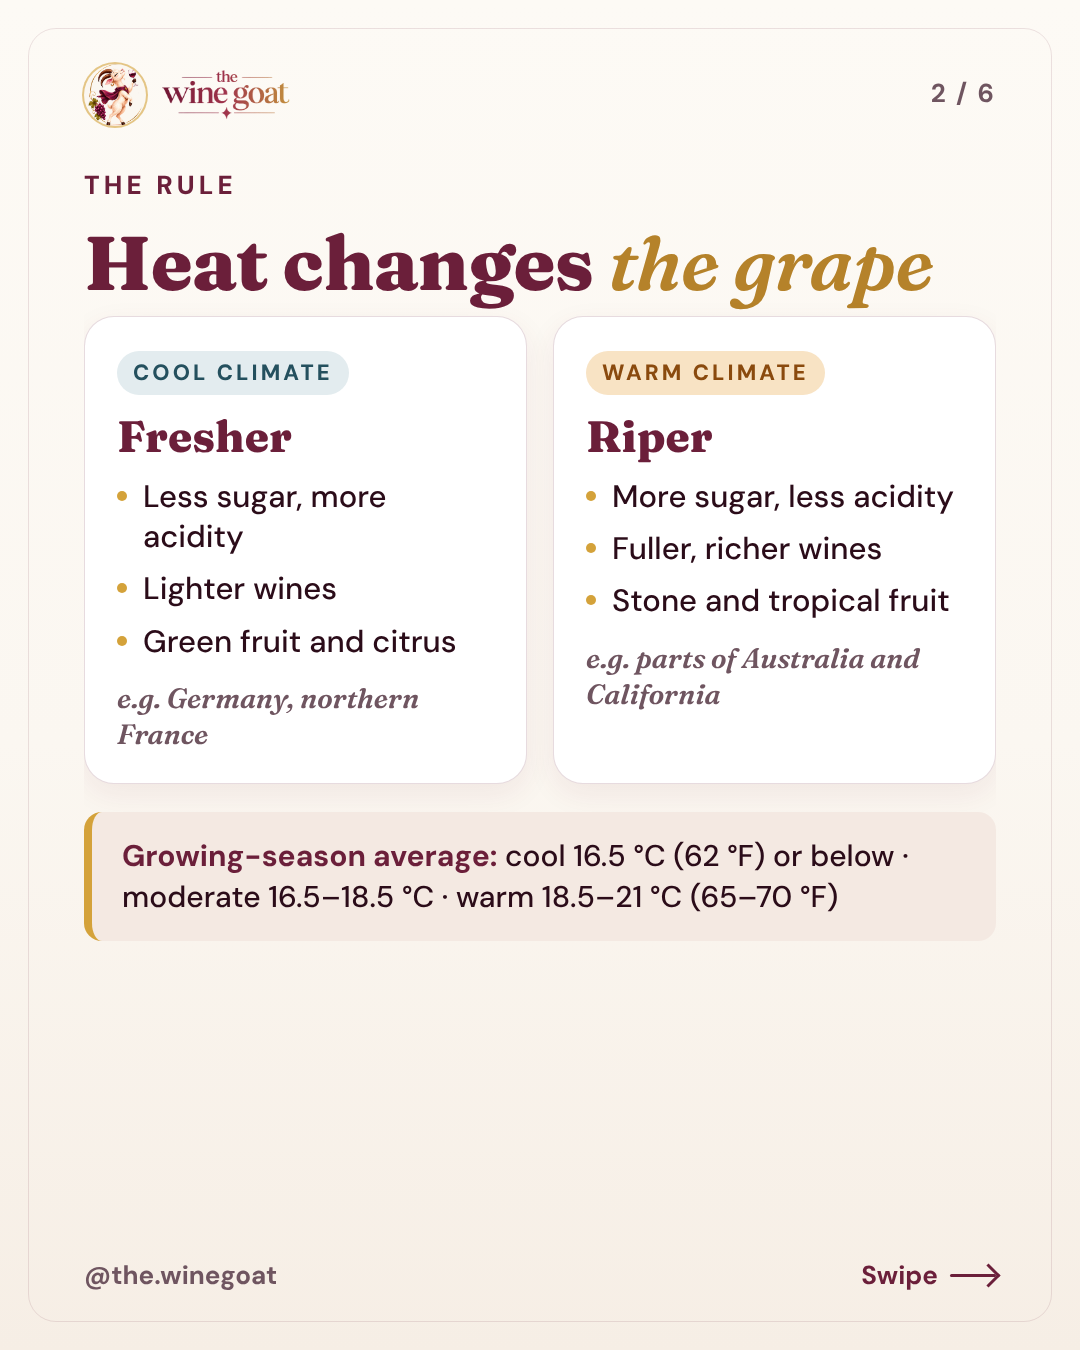 the
wine goat
2 / 6
THE RULE
Heat changes the grape
COOL CLIMATE
Fresher
Less sugar, more
acidity
Lighter wines
Green fruit and citrus
e.g. Germany, northern
France
WARM CLIMATE
Riper
More sugar, less acidity
Fuller, richer wines
Stone and tropical fruit
e.g. parts of Australia and
California
Growing-season average: cool 16.5 °C (62 °F) or below ·
moderate 16.5–18.5 °C · warm 18.5–21 °C (65–70 °F)
@the.winegoat
Swipe